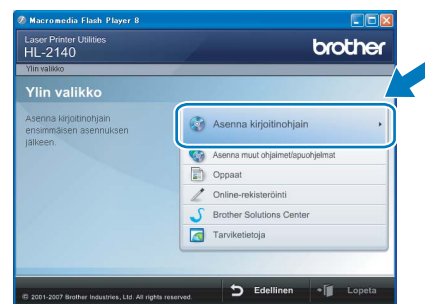 Macromedia Flash Player 8
Laser Printer Utilities
HL-2140
brother
Ylin valikko
Ylin valikko
Asenna kirjoitinohjain
ensimmäisen asennuksen
jälkeen.
Asenna kirjoitinohjain
Asenna muut ohjaimet/apuohjelmat
Oppaat
Online-rekisteröinti
Brother Solutions Center
Tarviketietoja
© 2001-2007 Brother Industries, Ltd. All rights reserved.
Edellinen
Lopeta